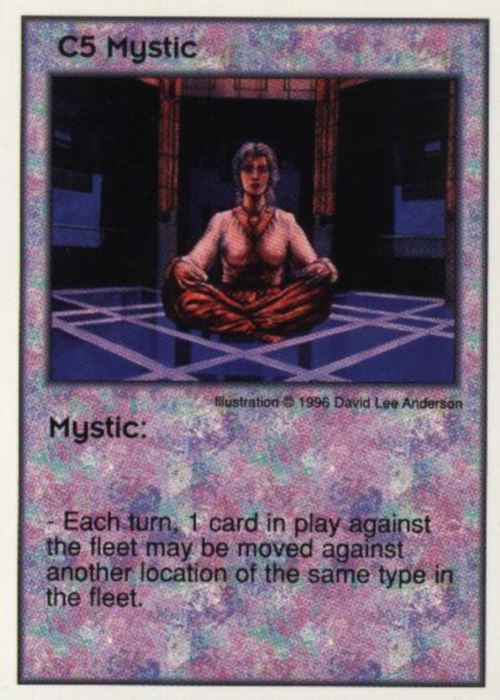 C5 Mystic
Illustration © 1996 David Lee Anderson
Mystic:
- Each turn, 1 card in play against
the fleet may be moved against
another location of the same type in
the fleet.